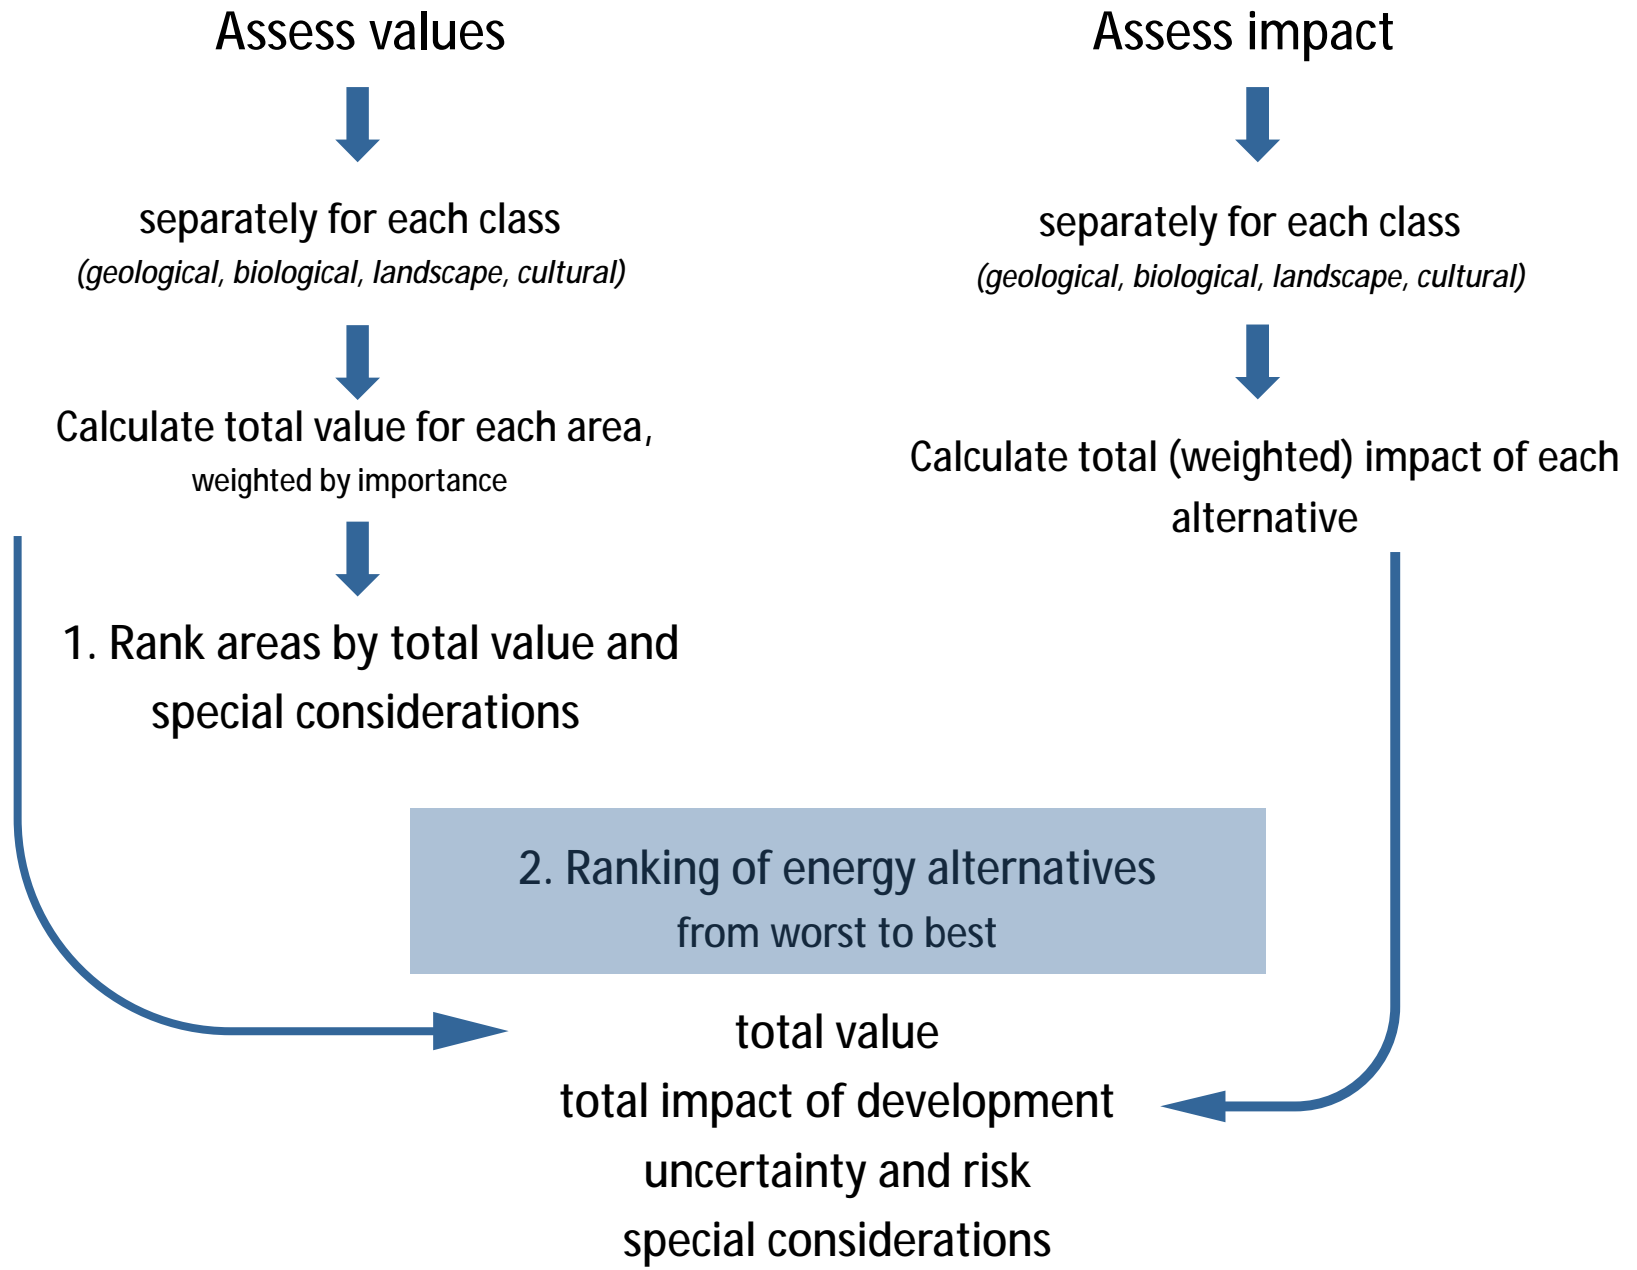 Assess values
separately for each class
(geological, biological, landscape, cultural)
Calculate total value for each area,
weighted by importance
1. Rank areas by total value and
special considerations
Assess impact
separately for each class
(geological, biological, landscape, cultural)
Calculate total (weighted) impact of each
alternative
2. Ranking of energy alternatives
from worst to best
total value
total impact of development
uncertainty and risk
special considerations